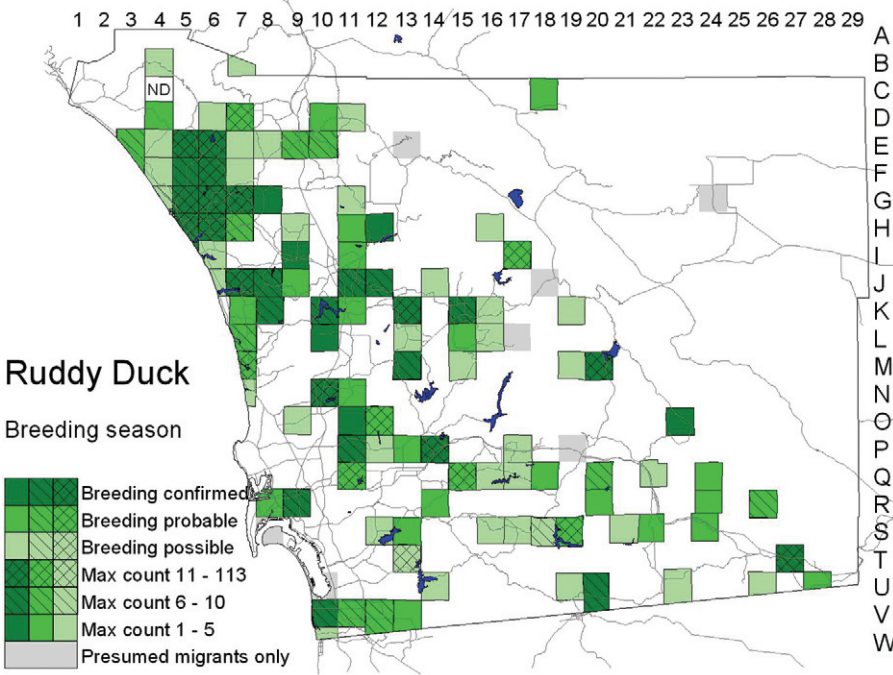 1 2 3 4 5 6 7 8 9 10 11 12 13 14 15 16 17 18 19 20 21 22 23 24 25 26 27 28 29
A
B
C
D
E
F
G
H
I
J
K
L
M
N
O
P
Q
R
S
T
U
V
W
ND
Ruddy Duck
Breeding season
Breeding confirmed
Breeding probable
Breeding possible
Max count 11 - 113
Max count 6 - 10
Max count 1 - 5
Presumed migrants only